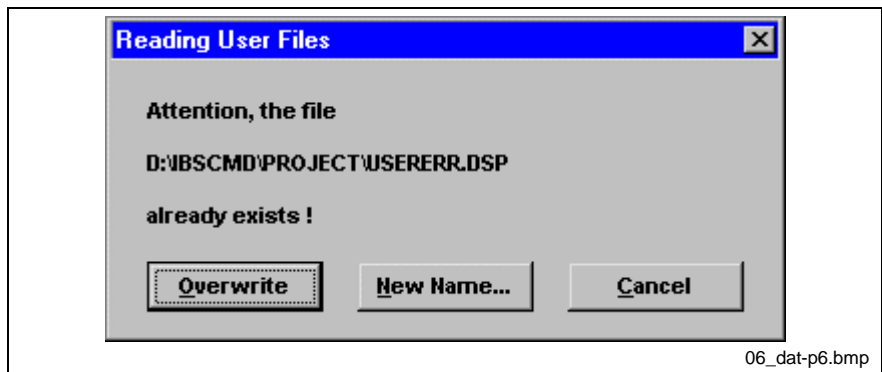 Reading User Files
Attention, the file
D:\IBSCMD\PROJECT\USERERR.DSP
already exists !
Overwrite New Name... Cancel
06_dat-p6.bmp